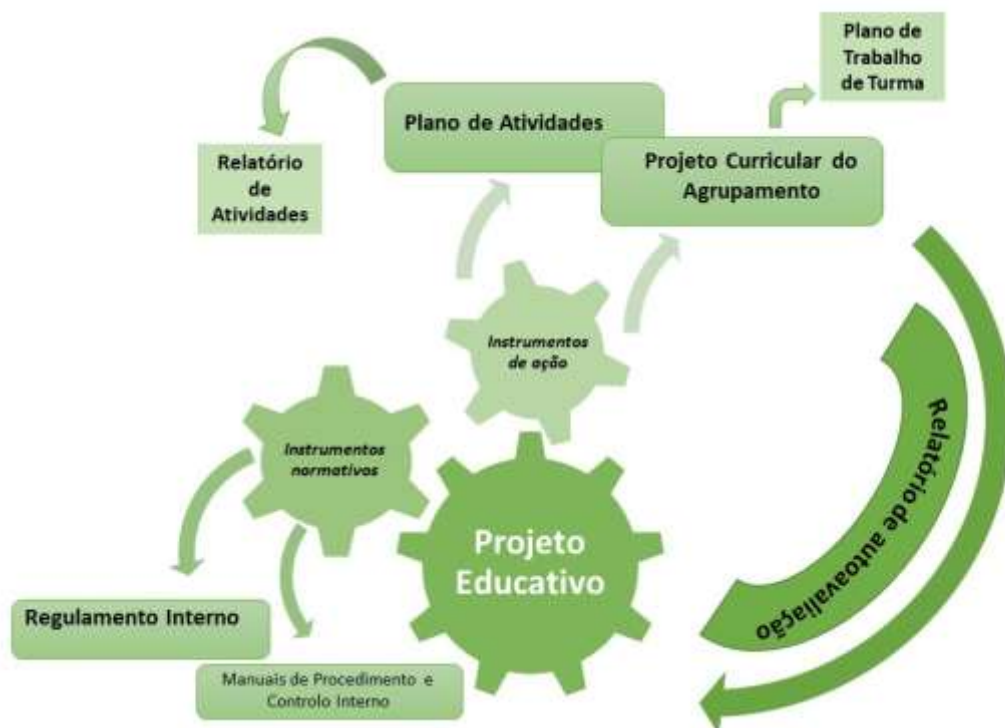 Plano de
Trabalho
de Turma
Plano de Atividades
Projeto Curricular do
Agrupamento
Relatório
de
Atividades
Instrumentos
de ação
Instrumentos
normativos
Projeto
Educativo
Relatório de autoavaliação
Regulamento Interno
Manuais de Procedimento e
Controlo Interno